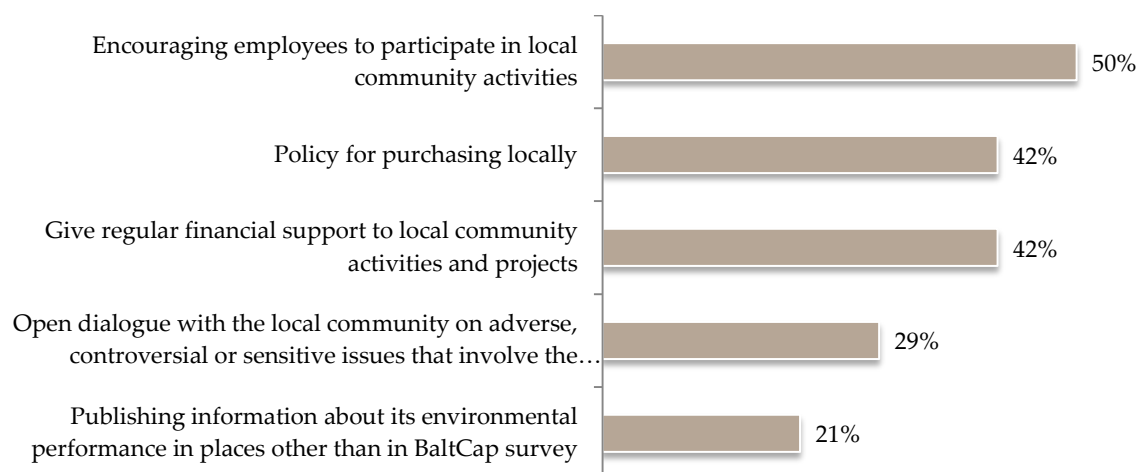 Encouraging employees to participate in local
community activities
50%
Policy for purchasing locally
42%
Give regular financial support to local community
activities and projects
42%
Open dialogue with the local community on adverse,
controversial or sensitive issues that involve the…
29%
Publishing information about its environmental
performance in places other than in BaltCap survey
21%